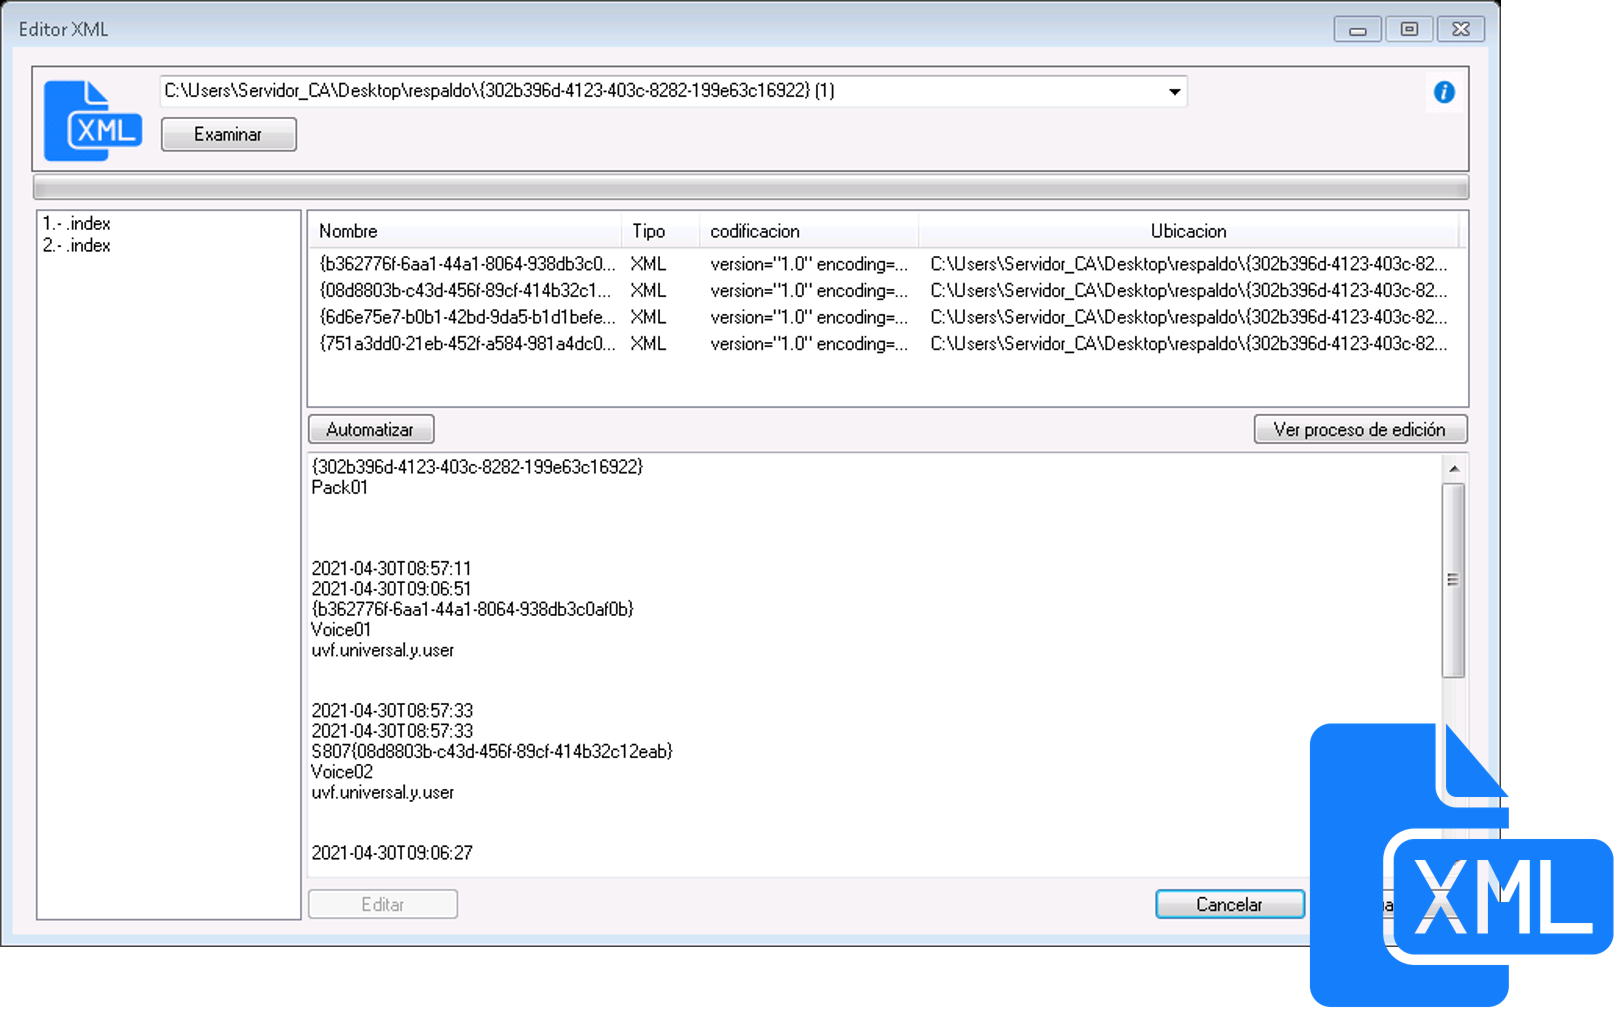 Editor XML
C:\Users\Servidor_CA\Desktop\respaldo\{302b396d-4123-403c-8282-199e63c16922} (1)
XML
Examinar
1.- .index
2.- .index
Nombre Tipo codificacion Ubicacion
{b362776f-6aa1-44a1-8064-938db3c0... XML version="1.0" encoding=... C:\Users\Servidor_CA\Desktop\respaldo\{302b396d-4123-403c-82...
{08d8803b-c43d-456f-89cf-414b32c1... XML version="1.0" encoding=... C:\Users\Servidor_CA\Desktop\respaldo\{302b396d-4123-403c-82...
{6d6e75e7-b0b1-42bd-9da5-b1d1befe... XML version="1.0" encoding=... C:\Users\Servidor_CA\Desktop\respaldo\{302b396d-4123-403c-82...
{751a3dd0-21eb-452f-a584-981a4dc0... XML version="1.0" encoding=... C:\Users\Servidor_CA\Desktop\respaldo\{302b396d-4123-403c-82...
Automatizar Ver proceso de edición
{302b396d-4123-403c-8282-199e63c16922}
Pack01
2021-04-30T08:57:11
2021-04-30T09:06:51
{b362776f-6aa1-44a1-8064-938db3c0af0b}
Voice01
uvf.universal.y.user
2021-04-30T08:57:33
2021-04-30T08:57:33
S807{08d8803b-c43d-456f-89cf-414b32c12eab}
Voice02
uvf.universal.y.user
2021-04-30T09:06:27
Editar Cancelar
XML